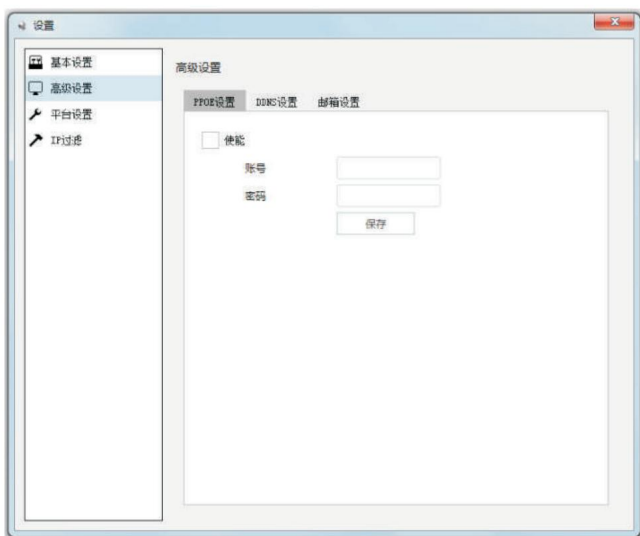 设置
基本设置
高级设置
平台设置
IP过滤
高级设置
PPOE设置 DDNS设置 邮箱设置
使能
账号
密码
保存